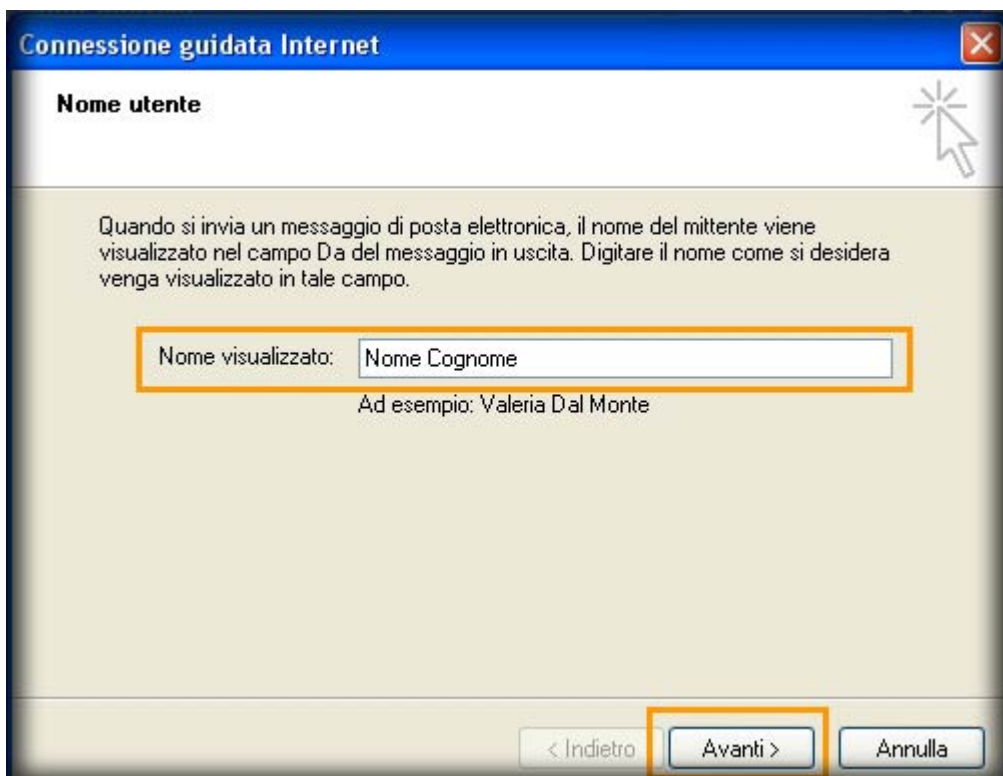 Connessione guidata Internet
Nome utente
Quando si invia un messaggio di posta elettronica, il nome del mittente viene
visualizzato nel campo Da del messaggio in uscita. Digitare il nome come si desidera
venga visualizzato in tale campo.
Nome visualizzato: Nome Cognome
Ad esempio: Valeria Dal Monte
< Indietro Avanti > Annulla